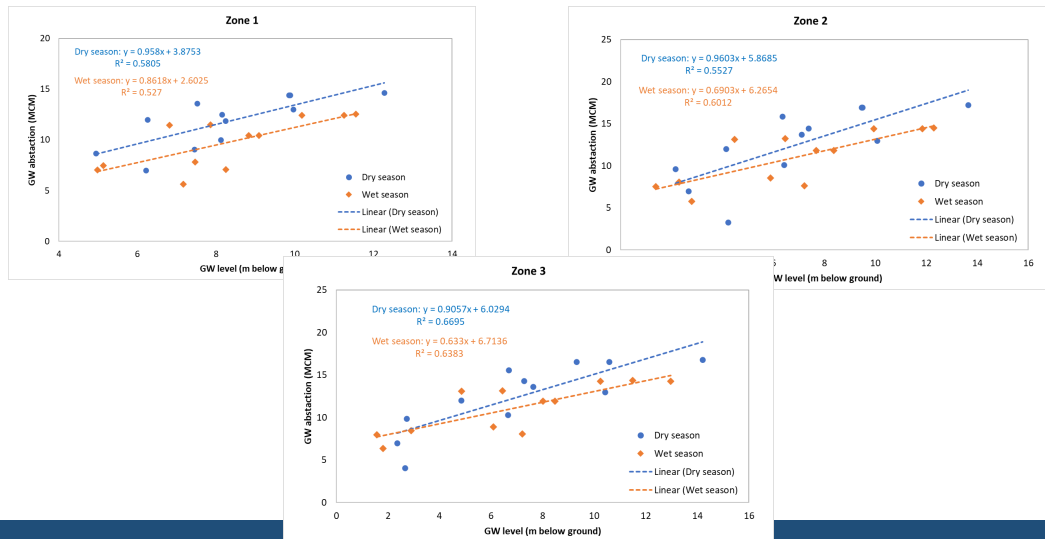 Zone 1
20
15
10
5
0
GW abstaction (MCM)
Dry season: y = 0.958x + 3.8753
R² = 0.5805
Wet season: y = 0.8618x + 2.6025
R² = 0.527
Dry season
Wet season
Linear (Dry season)
Linear (Wet season)
4 6 8 10 12 14
GW level (m below
Zone 2
25
20
15
10
5
0
GW abstaction (MCM)
Dry season: y = 0.9603x + 5.8685
R² = 0.5527
Wet season: y = 0.6903x + 6.2654
R² = 0.6012
Dry season
Wet season
Linear (Dry season)
Linear (Wet season)
6 8 10 12 14 16
level (m below ground)
Zone 3
25
20
15
10
5
0
GW abstaction (MCM)
Dry season: y = 0.9057x + 6.0294
R² = 0.6695
Wet season: y = 0.633x + 6.7136
R² = 0.6383
Dry season
Wet season
Linear (Dry season)
Linear (Wet season)
0 2 4 6 8 10 12 14 16
GW level (m below ground)